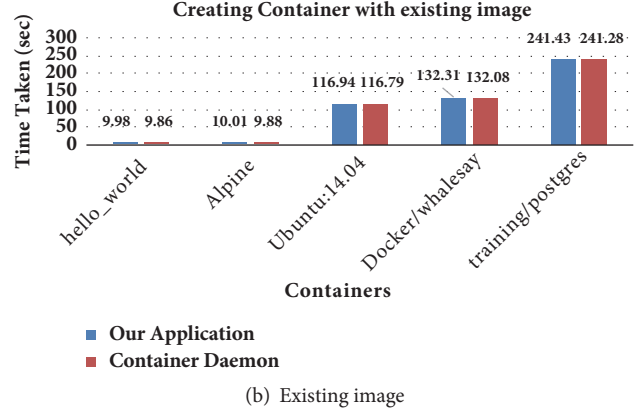 Creating Container with existing image
Time Taken (sec)
300
250
200
150
100
50
0
9.98 9.86
10.01 9.88
116.94 116.79
132.31 132.08
241.43 241.28
hello_world
Alpine
Ubuntu:14.04
Docker/whalesay
training/postgres
Containers
Our Application
Container Daemon
(b) Existing image